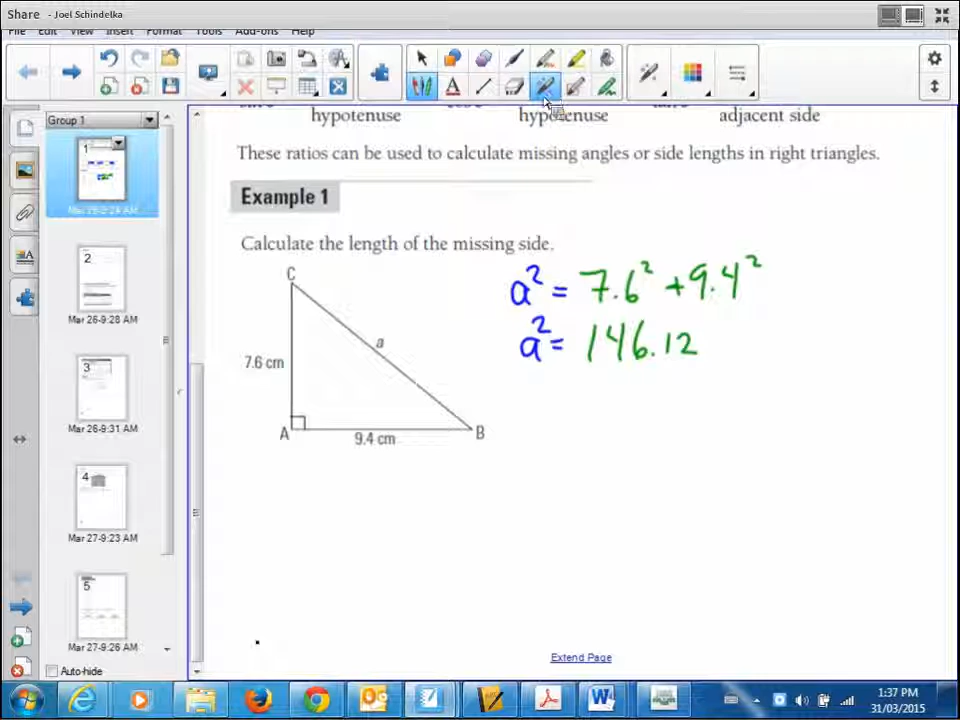 Share - Joel Schindelka
File Edit View Insert Format Tools Add-ons Help
Group 1
1
Mar 26-9:24 AM
2
Mar 26-9:28 AM
3
Mar 26-9:31 AM
4
Mar 27-9:23 AM
5
Mar 27-9:26 AM
Auto-hide
hypotenuse hypotenuse adjacent side
These ratios can be used to calculate missing angles or side lengths in right triangles.
Example 1
Calculate the length of the missing side.
C
a
7.6 cm
A
9.4 cm
B
a² = 7.6² + 9.4²
a² = 146.12
Extend Page
1:37 PM
31/03/2015